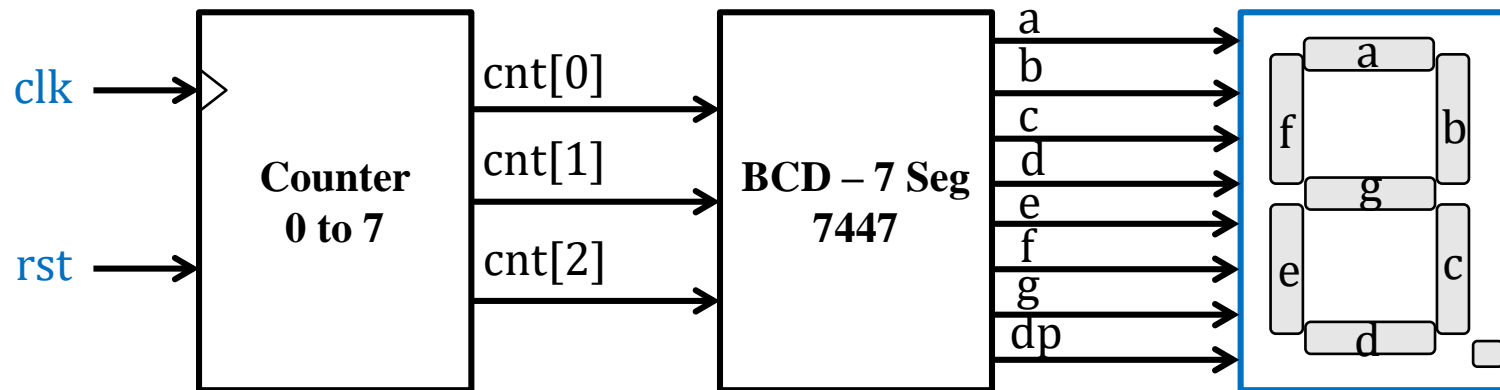 clk
rst
Counter
0 to 7
cnt[0]
cnt[1]
cnt[2]
BCD – 7 Seg
7447
a
b
c
d
e
f
g
dp
a
f
b
g
e
c
d